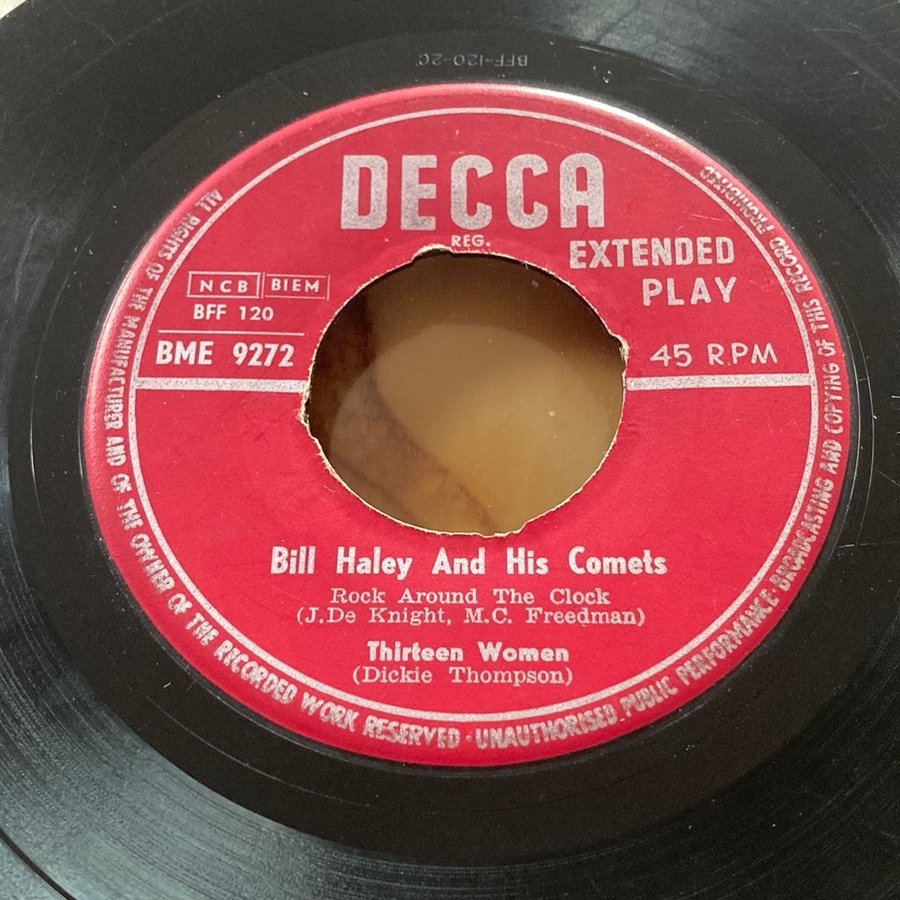 BFF-120-2C
DECCA
REG.
EXTENDED
PLAY
NCB BIEM
BFF 120
BME 9272
45 RPM
Bill Haley And His Comets
Rock Around The Clock
(J.De Knight, M.C. Freedman)
Thirteen Women
(Dickie Thompson)
ALL RIGHTS OF THE MANUFACTURER AND OF THE OWNER OF THE RECORDED WORK RESERVED · UNAUTHORISED PUBLIC PERFORMANCE · BROADCASTING AND COPYING OF THIS RECORD PROHIBITED